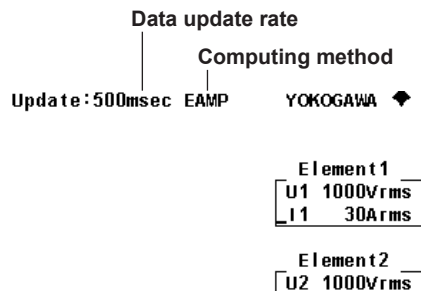 Data update rate
Computing method
Update:500msec EAMP YOKOGAWA
Element1
U1 1000Vrms
I1 30Arms
Element2
U2 1000Vrms